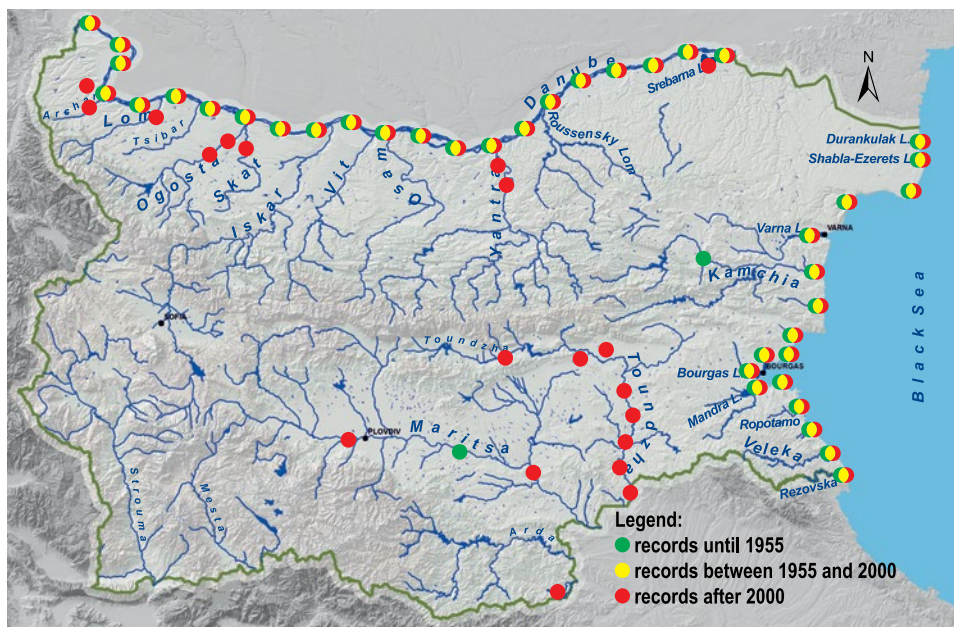 Danube
N
Srebarna L.
Archar
Lom
Tsibar
Roussensky Lom
Durankulak L.
Shabla-Ezerets L.
Ogosta
Skat
Iskar
Vit
Osam
Yantra
Varna L.
VARNA
Kamchia
Black Sea
SOFIA
Toundzha
Toundzha
Bourgas L.
BOURGAS
Mandra L.
Ropotamo
Maritsa
PLOVDIV
Veleka
Rezovska
Strouma
Mesta
Arda
Legend:
records until 1955
records between 1955 and 2000
records after 2000